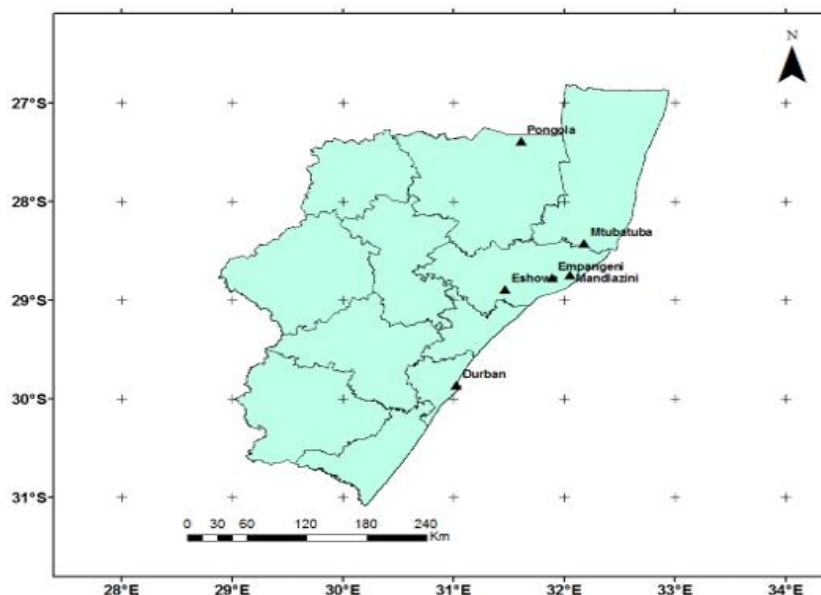 N
27°S
Pongola
28°S
Mtubatuba
Empangeni
Eshowe
Mandlazini
29°S
Durban
30°S
31°S
0 30 60 120 180 240
Km
28°E 29°E 30°E 31°E 32°E 33°E 34°E